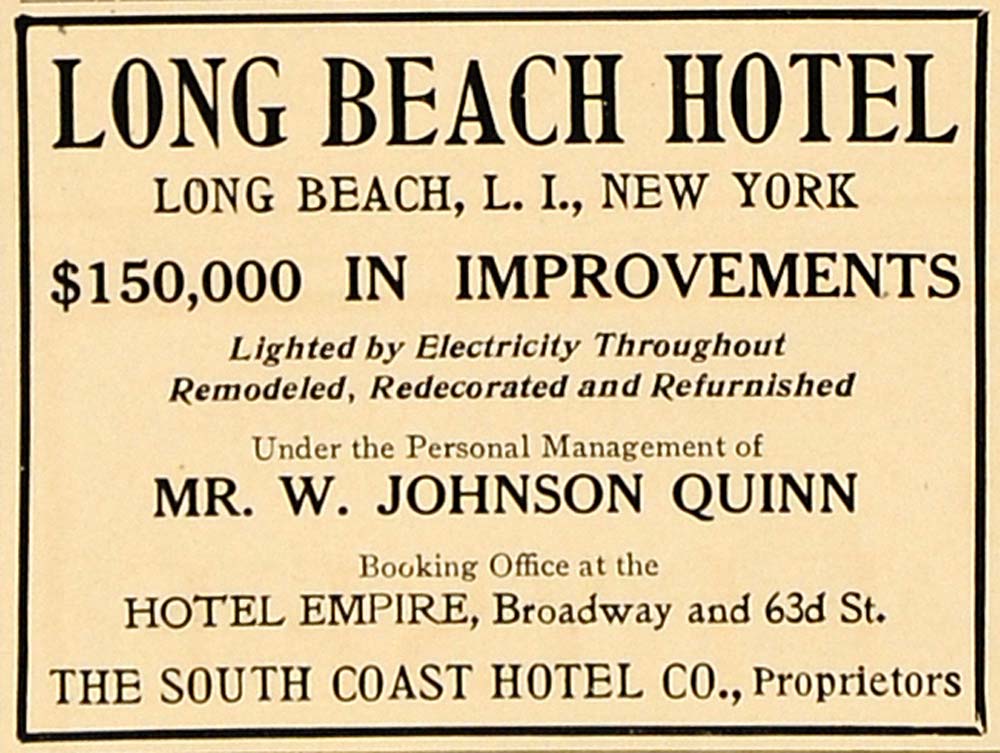 LONG BEACH HOTEL
LONG BEACH, L. I., NEW YORK
$150,000 IN IMPROVEMENTS
Lighted by Electricity Throughout
Remodeled, Redecorated and Refurnished
Under the Personal Management of
MR. W. JOHNSON QUINN
Booking Office at the
HOTEL EMPIRE, Broadway and 63d St.
THE SOUTH COAST HOTEL CO., Proprietors